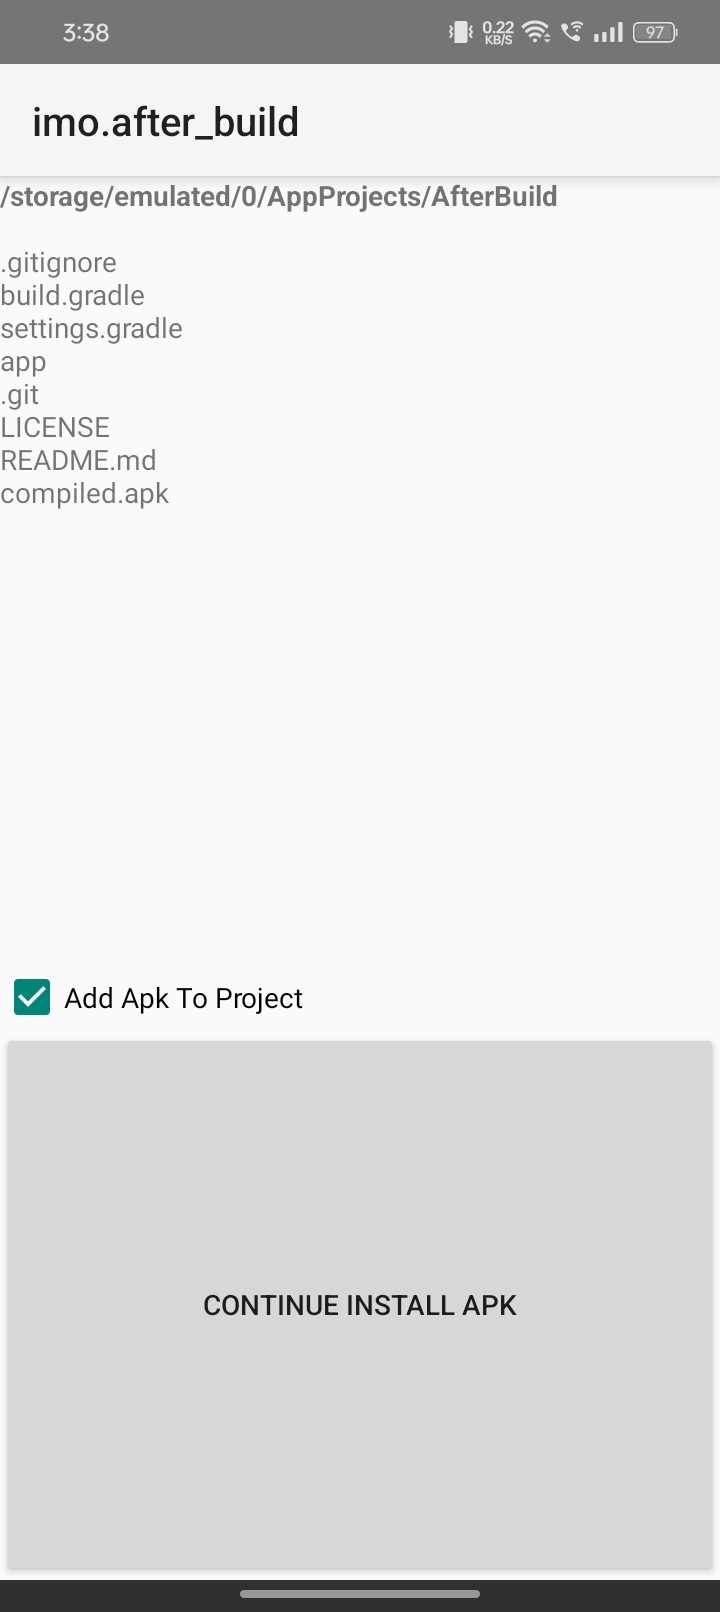 3:38
0.22
KB/S
97
imo.after_build
/storage/emulated/0/AppProjects/AfterBuild
.gitignore
build.gradle
settings.gradle
app
.git
LICENSE
README.md
compiled.apk
Add Apk To Project
CONTINUE INSTALL APK